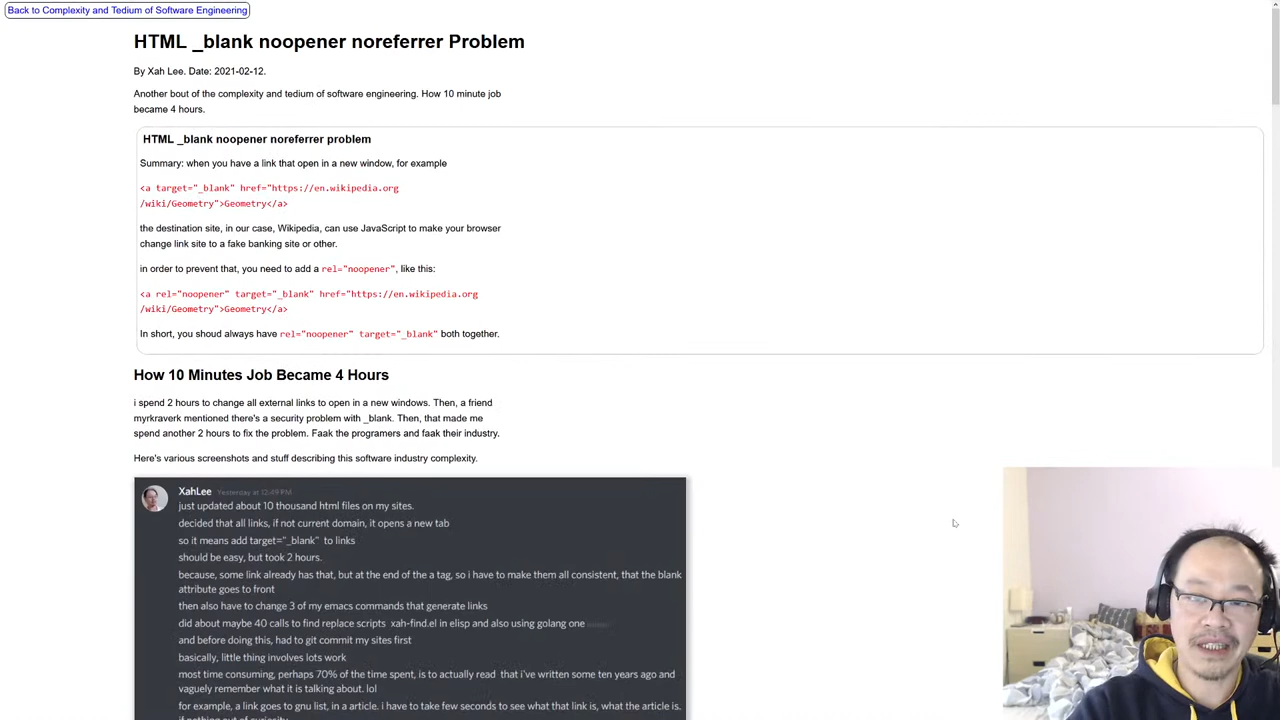 Back to Complexity and Tedium of Software Engineering
HTML _blank noopener noreferrer Problem
By Xah Lee. Date: 2021-02-12.
Another bout of the complexity and tedium of software engineering. How 10 minute job
became 4 hours.
HTML _blank noopener noreferrer problem
Summary: when you have a link that open in a new window, for example
<a target="_blank" href="https://en.wikipedia.org
/wiki/Geometry">Geometry</a>
the destination site, in our case, Wikipedia, can use JavaScript to make your browser
change link site to a fake banking site or other.
in order to prevent that, you need to add a rel="noopener", like this:
<a rel="noopener" target="_blank" href="https://en.wikipedia.org
/wiki/Geometry">Geometry</a>
In short, you shoud always have rel="noopener" target="_blank" both together.
How 10 Minutes Job Became 4 Hours
i spend 2 hours to change all external links to open in a new windows. Then, a friend
myrkraverk mentioned there's a security problem with _blank. Then, that made me
spend another 2 hours to fix the problem. Faak the programers and faak their industry.
Here's various screenshots and stuff describing this software industry complexity.
XahLee Yesterday at 12:49 PM
just updated about 10 thousand html files on my sites.
decided that all links, if not current domain, it opens a new tab
so it means add target="_blank" to links
should be easy, but took 2 hours.
because, some link already has that, but at the end of the a tag, so i have to make them all consistent, that the blank
attribute goes to front
then also have to change 3 of my emacs commands that generate links
did about maybe 40 calls to find replace scripts xah-find.el in elisp and also using golang one
and before doing this, had to git commit my sites first
basically, little thing involves lots work
most time consuming, perhaps 70% of the time spent, is to actually read that i've written some ten years ago and
vaguely remember what it is talking about. lol
for example, a link goes to gnu list, in a article. i have to take few seconds to see what that link is, what the article is.
if nothing out of curiosity